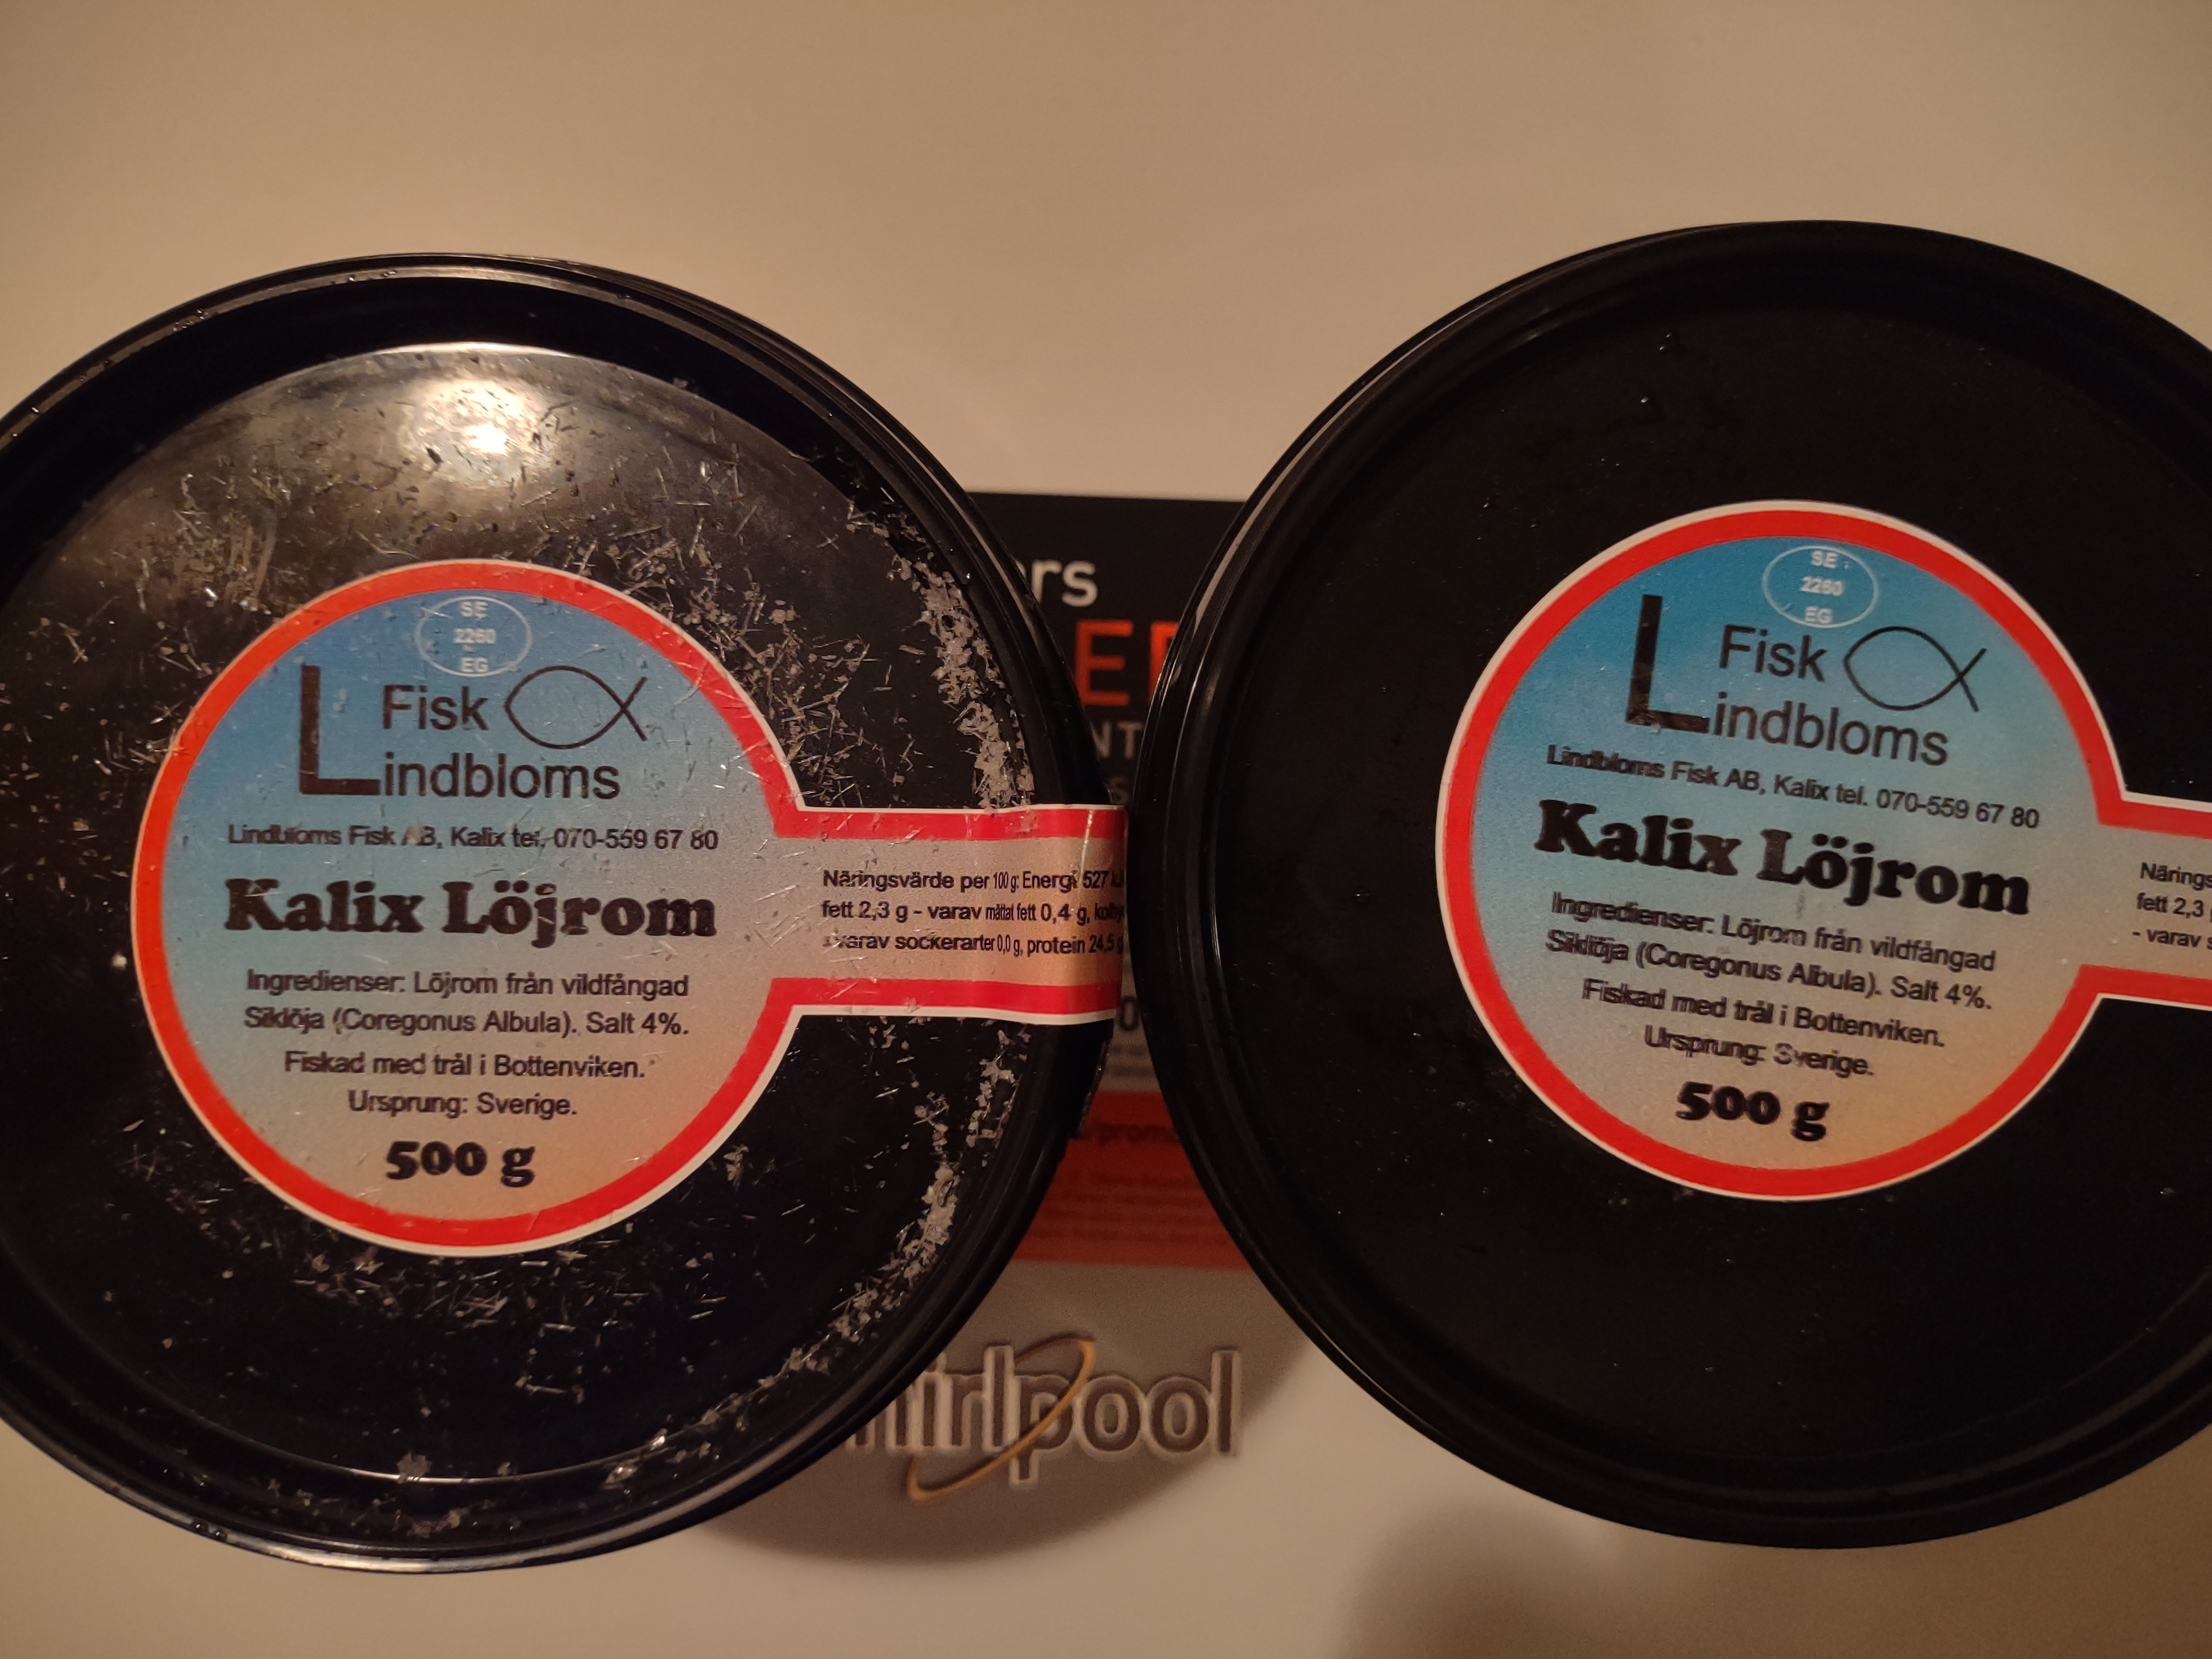 SE
2260
EG
Fisk
Lindbloms
Lindbloms Fisk AB, Kalix tel. 070-559 67 80
Kalix Löjrom
Ingredienser: Löjrom från vildfångad
Siklöja (Coregonus Albula). Salt 4%.
Fiskad med trål i Bottenviken.
Ursprung: Sverige.
500 g
Näringsvärde per 100 g: Energi 527
fett 2,3 g - varav mättat fett 0,4 g,
- varav sockerarter 0,0 g, protein 24,5
SE
2260
EG
Fisk
Lindbloms
Lindbloms Fisk AB, Kalix tel. 070-559 67 80
Kalix Löjrom
Ingredienser: Löjrom från vildfångad
Siklöja (Coregonus Albula). Salt 4%.
Fiskad med trål i Bottenviken.
Ursprung: Sverige.
500 g
Närings
fett 2,3
- varav
ers
NT
hirlpool